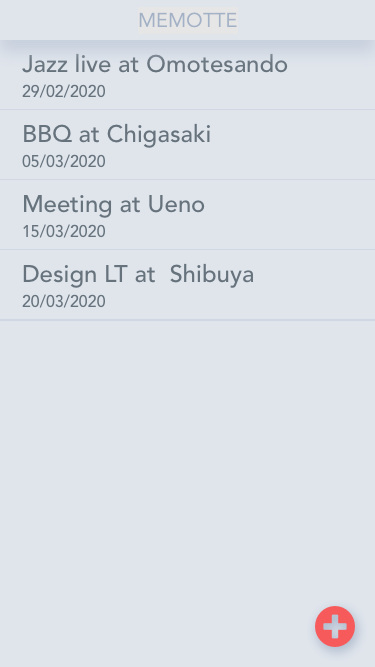 MEMOTTE
Jazz live at Omotesando
29/02/2020
BBQ at Chigasaki
05/03/2020
Meeting at Ueno
15/03/2020
Design LT at  Shibuya
20/03/2020